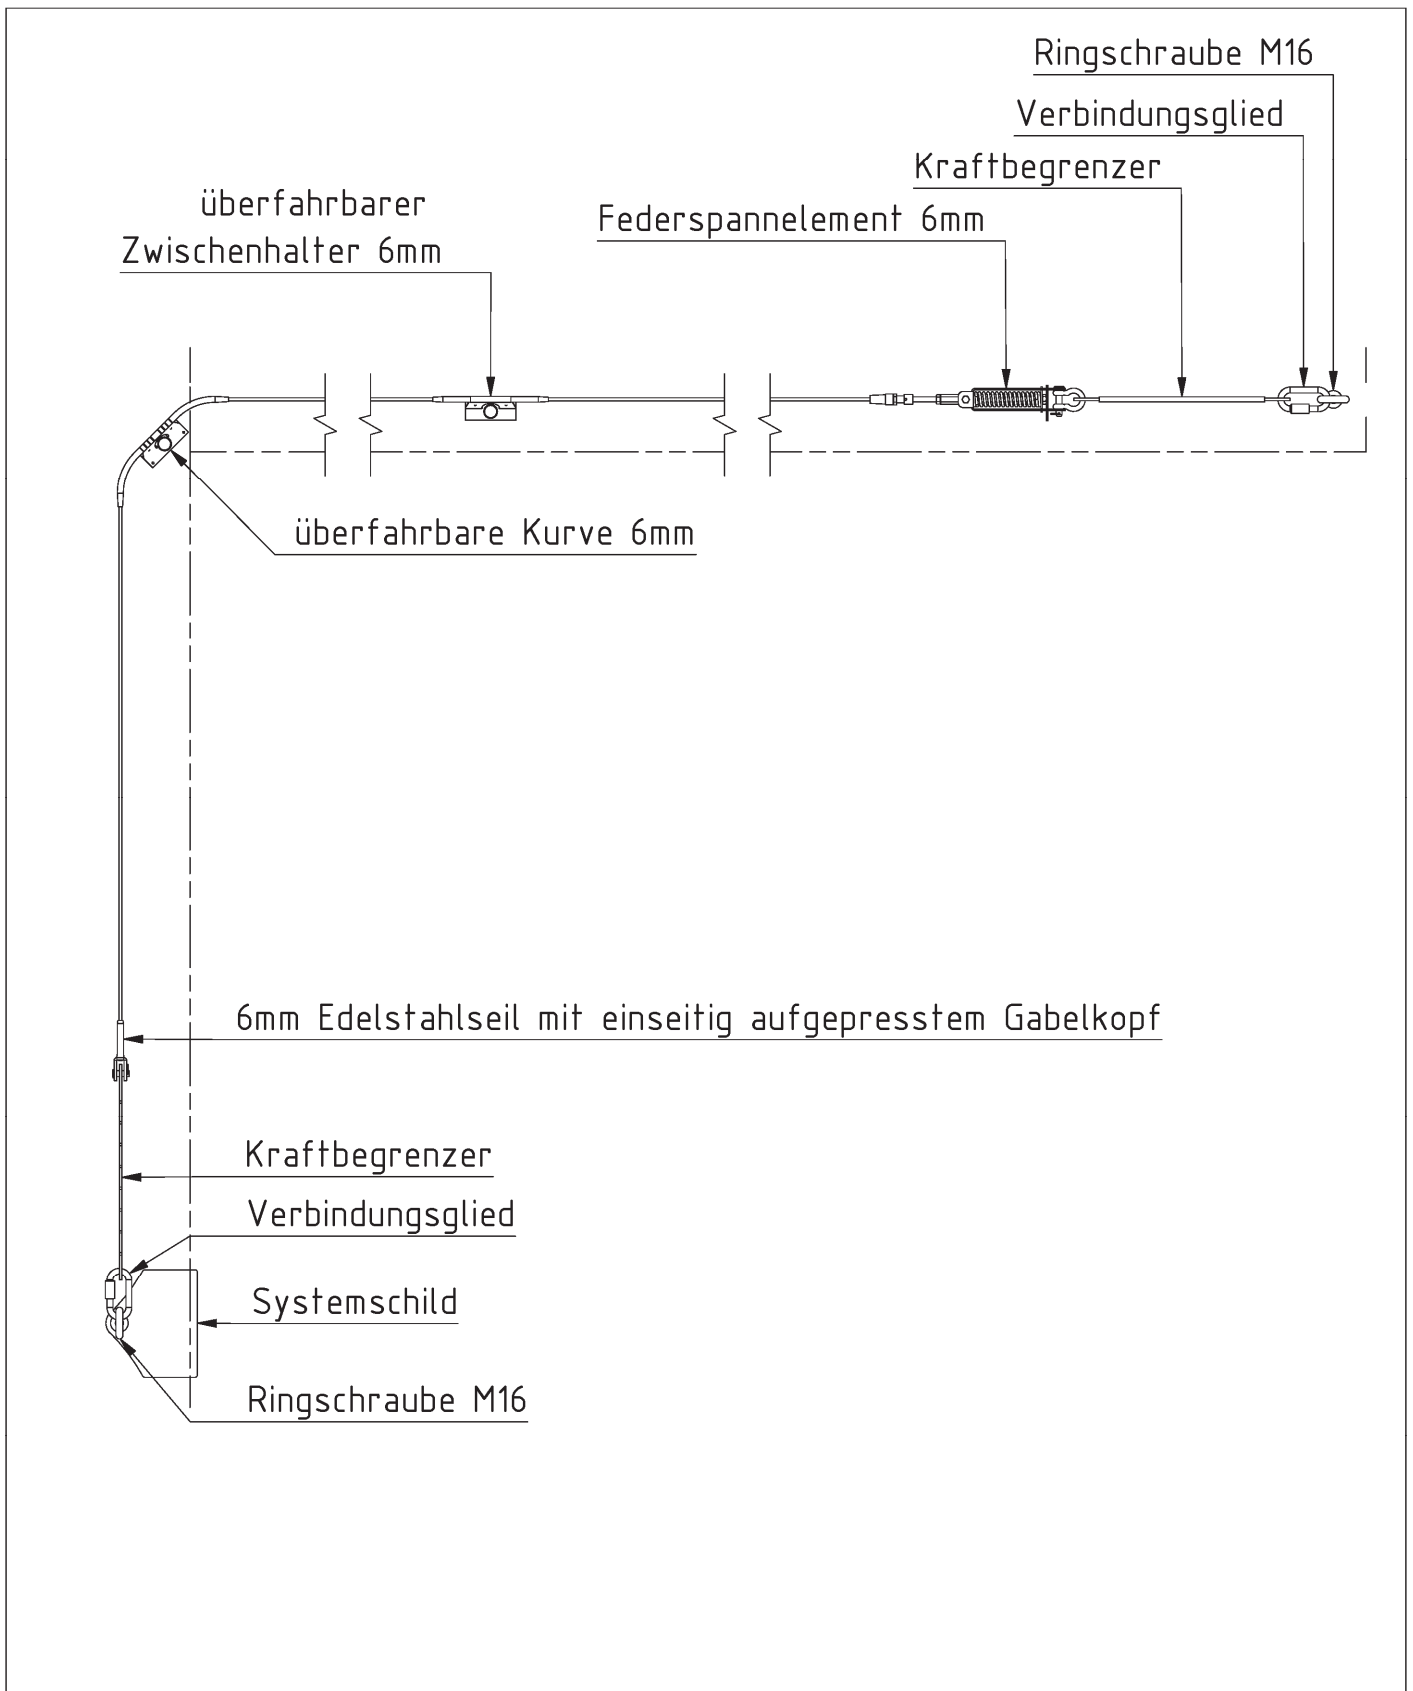 Ringschraube M16
Verbindungsglied
Kraftbegrenzer
überfahrbarer
Zwischenhalter 6mm
Federspannelement 6mm
überfahrbare Kurve 6mm
6mm Edelstahlseil mit einseitig aufgepresstem Gabelkopf
Kraftbegrenzer
Verbindungsglied
Systemschild
Ringschraube M16